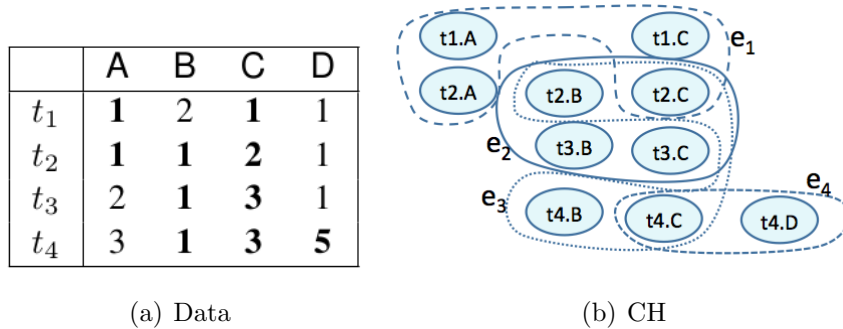 A B C D
t1 1 2 1 1
t2 1 1 2 1
t3 2 1 3 1
t4 3 1 3 5
(a) Data
t1.A t1.C e1
t2.A t2.B t2.C
e2 t3.B t3.C
e3 t4.B t4.C t4.D e4
(b) CH